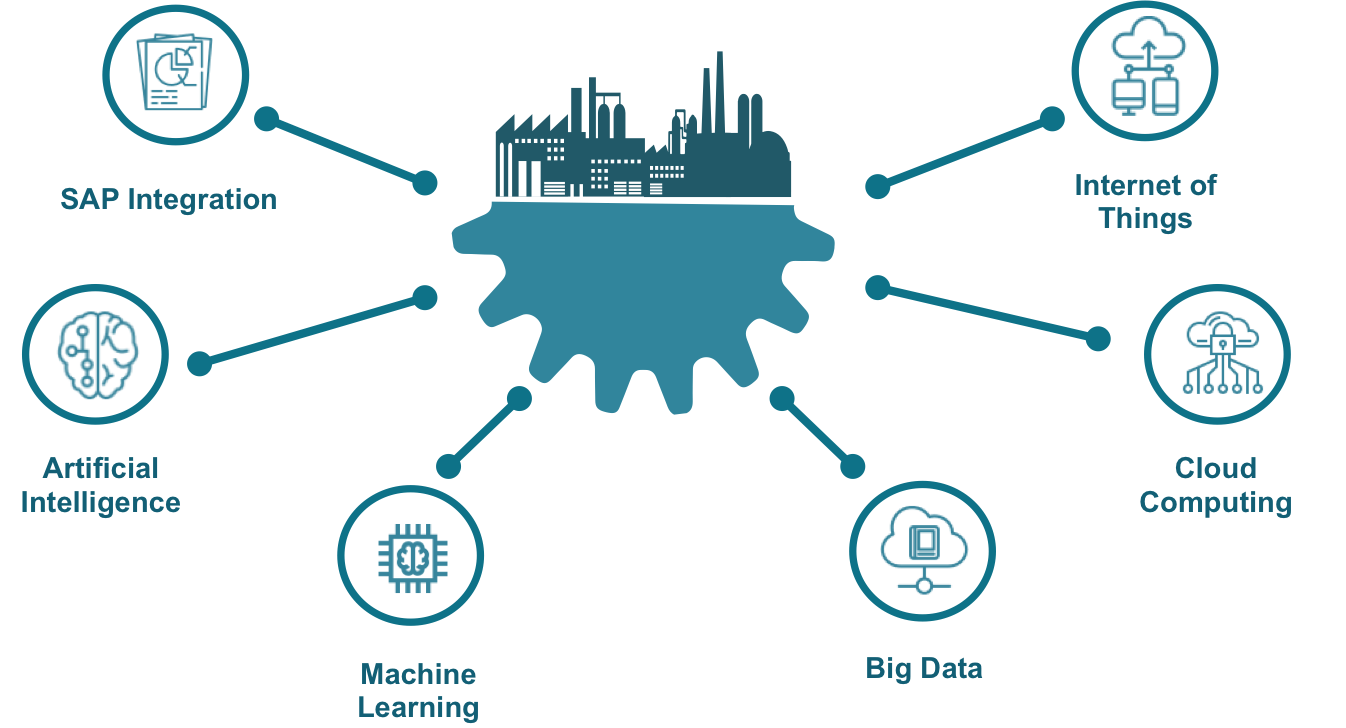 SAP Integration
Internet of
Things
Artificial
Intelligence
Cloud
Computing
Machine
Learning
Big Data